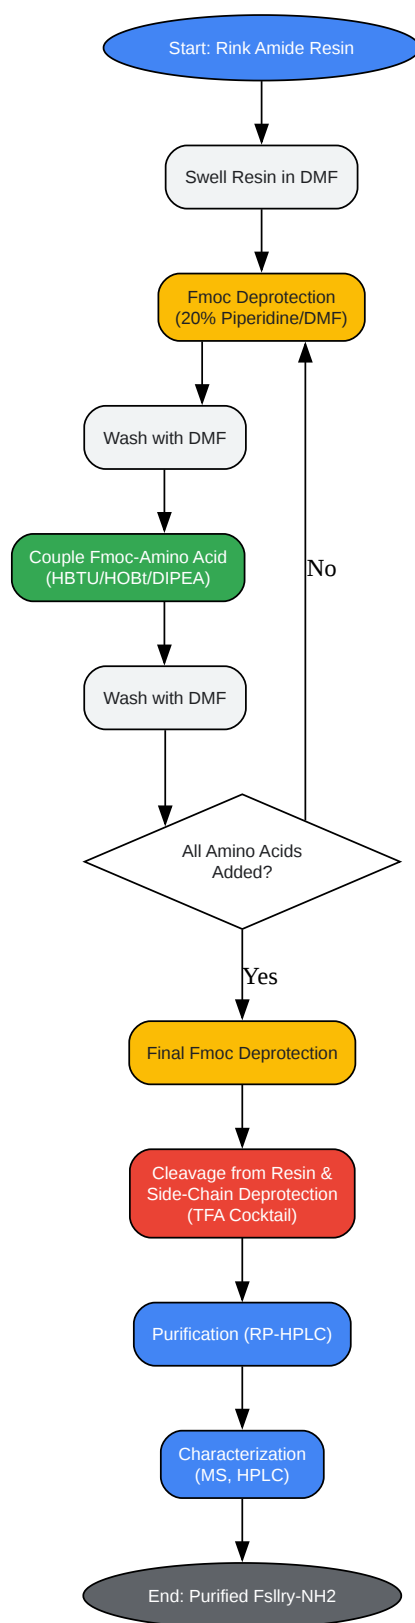 Start: Rink Amide Resin
Swell Resin in DMF
Fmoc Deprotection
(20% Piperidine/DMF)
Wash with DMF
Couple Fmoc-Amino Acid
(HBTU/HOBt/DIPEA)
No
Wash with DMF
All Amino Acids
Added?
Yes
Final Fmoc Deprotection
Cleavage from Resin &
Side-Chain Deprotection
(TFA Cocktail)
Purification (RP-HPLC)
Characterization
(MS, HPLC)
End: Purified Fsllry-NH2